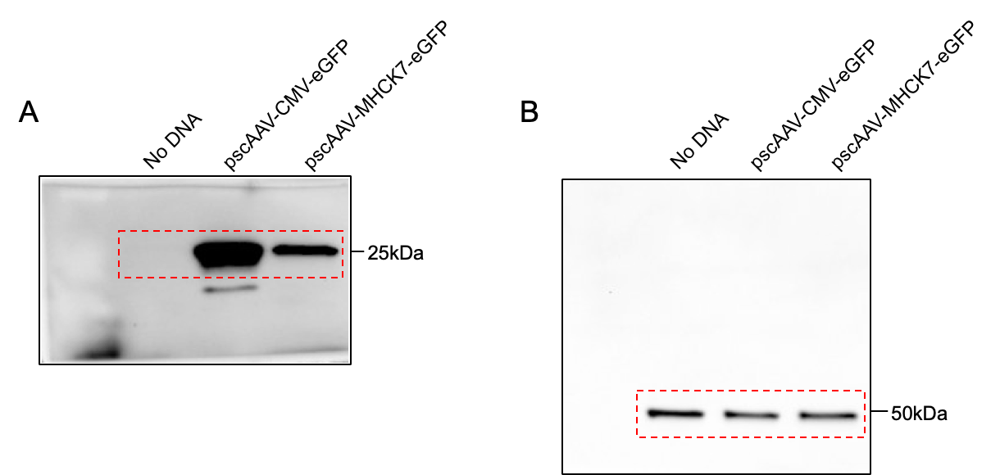 A
No DNA
pscAAV-CMV-eGFP
pscAAV-MHCK7-eGFP
25kDa
B
No DNA
pscAAV-CMV-eGFP
pscAAV-MHCK7-eGFP
50kDa